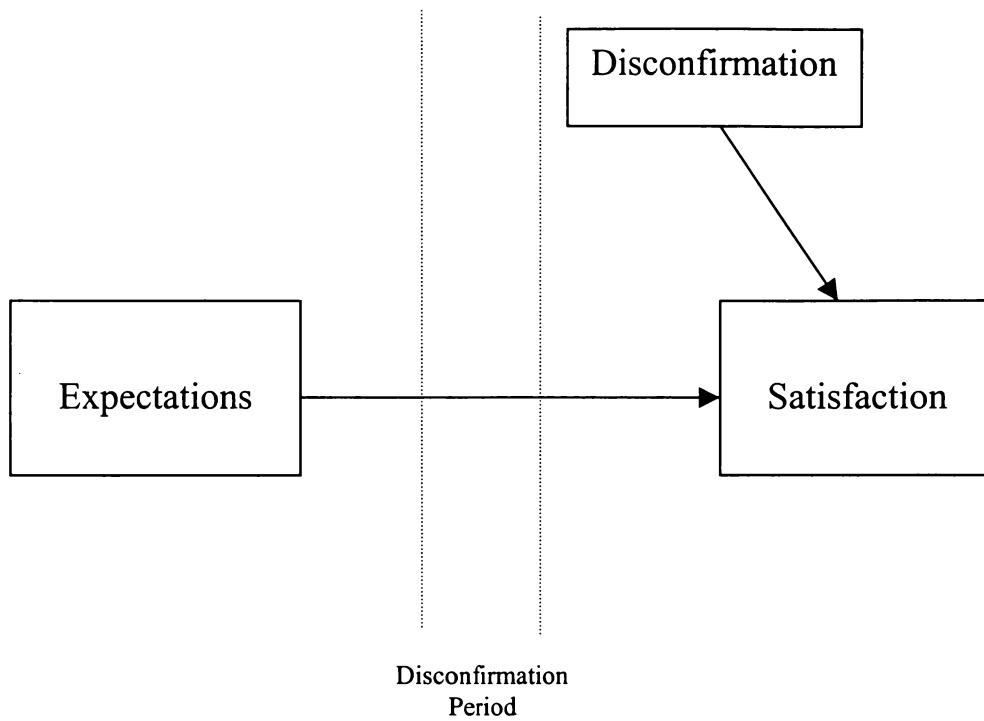 Disconfirmation
Expectations
Satisfaction
Disconfirmation
Period